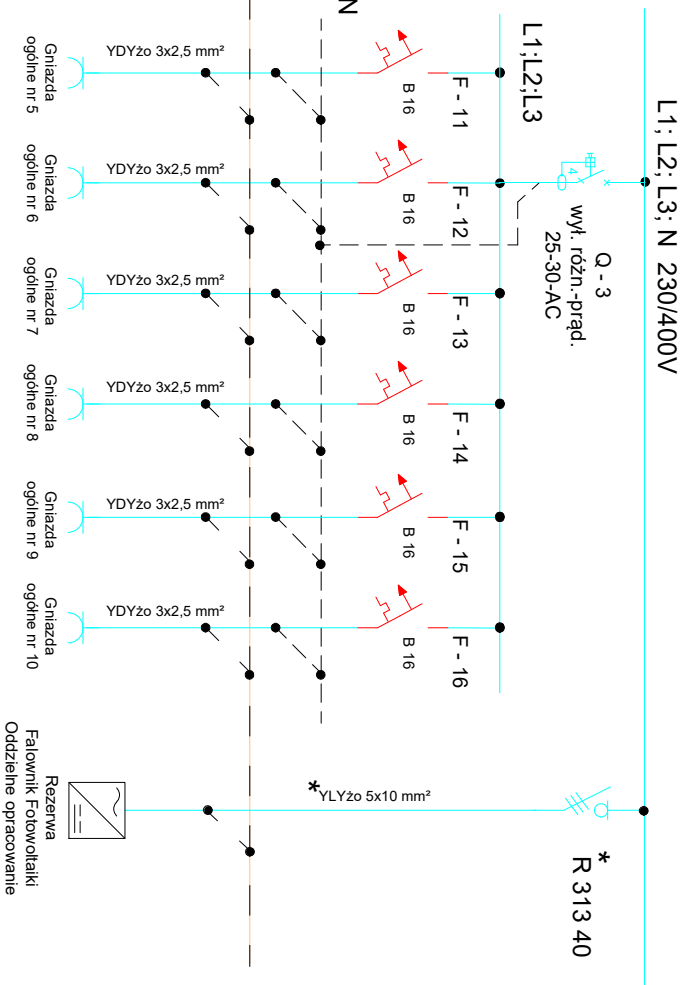 L1; L2; L3; N 230/400V
Q - 3
wył. różn.-prąd.
25-30-AC
4
L1;L2;L3
N
* R 313 40
F - 11
F - 12
F - 13
F - 14
F - 15
F - 16
B 16
B 16
B 16
B 16
B 16
B 16
YDYżo 3x2,5 mm²
YDYżo 3x2,5 mm²
YDYżo 3x2,5 mm²
YDYżo 3x2,5 mm²
YDYżo 3x2,5 mm²
YDYżo 3x2,5 mm²
*YLYżo 5x10 mm²
Gniazda
ogólne nr 5
Gniazda
ogólne nr 6
Gniazda
ogólne nr 7
Gniazda
ogólne nr 8
Gniazda
ogólne nr 9
Gniazda
ogólne nr 10
Rezerwa
Falownik Fotowoltaiki
Oddzielne opracowanie